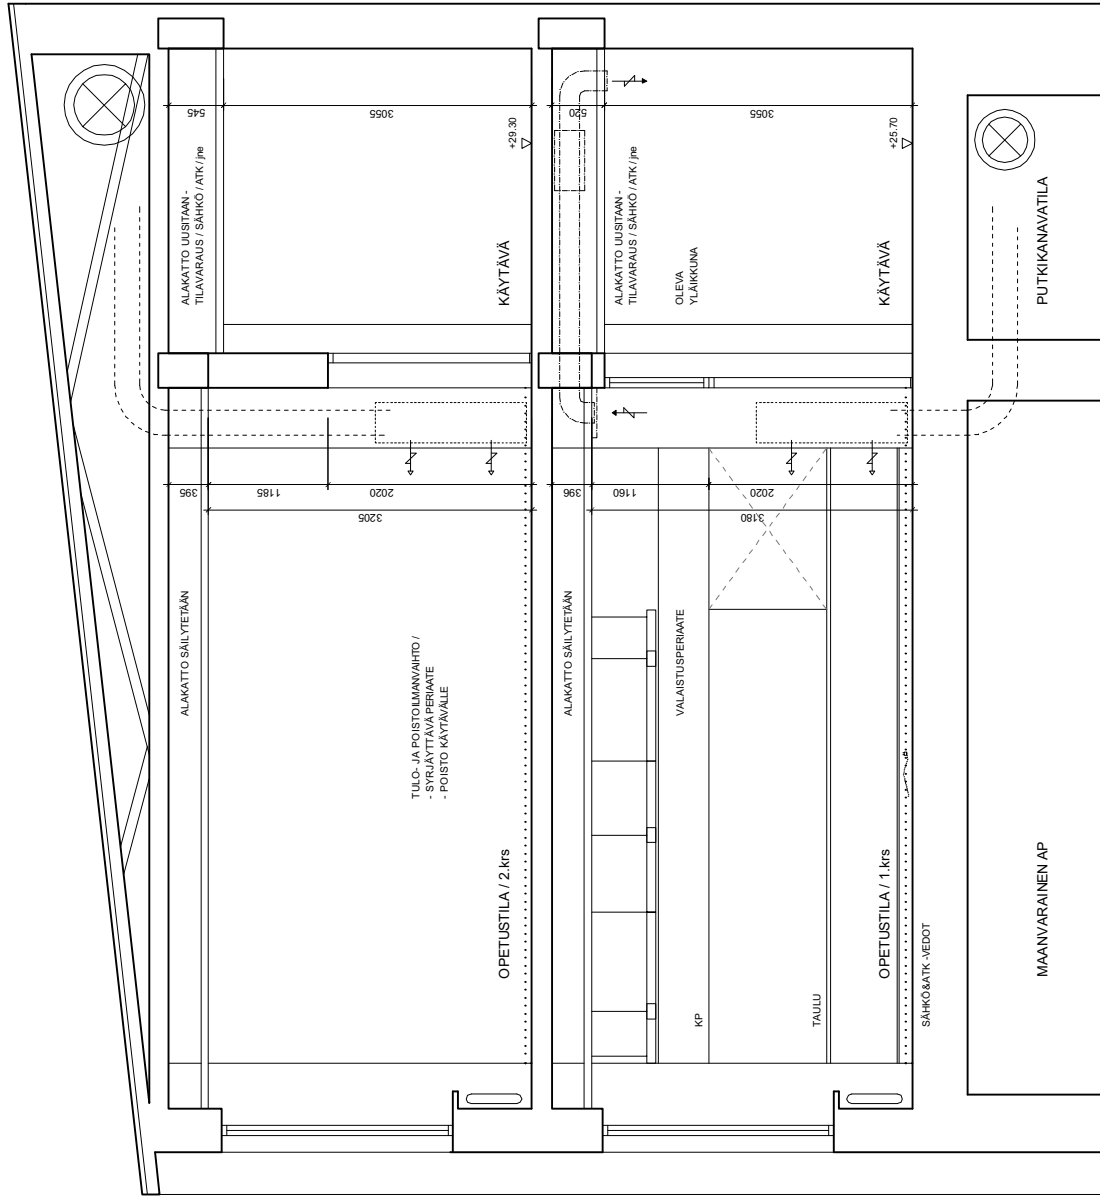 545
3055
+29.30
ALAKATTO UUSITAAN -
TILAVARAUS / SÄHKÖ / ATK / jne
KÄYTÄVÄ
520
3055
+25.70
ALAKATTO UUSITAAN -
TILAVARAUS / SÄHKÖ / ATK / jne
OLEVA
YLÄIKKUNA
KÄYTÄVÄ
PUTKIKANAVATILA
395
1185
2020
3205
396
1160
2020
3180
ALAKATTO SÄILYTETÄÄN
TULO- JA POISTOILMANVAIHTO /
- SYRJÄYTTÄVÄ PERIAATE
- POISTO KÄYTÄVÄLLE
OPETUSTILA / 2.krs
ALAKATTO SÄILYTETÄÄN
VALAISTUSPERIAATE
KP
TAULU
OPETUSTILA / 1.krs
SÄHKÖ&ATK -VEDOT
MAANVARAINEN AP